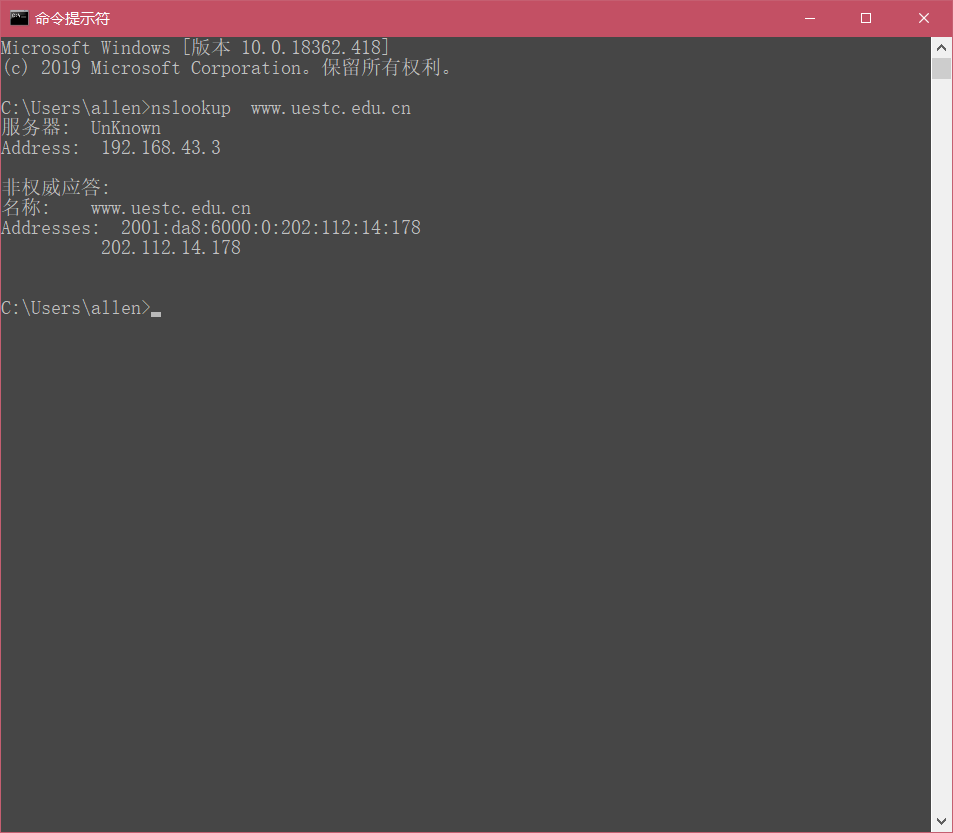 命令提示符
Microsoft Windows [版本 10.0.18362.418]
(c) 2019 Microsoft Corporation。保留所有权利。
C:\Users\allen>nslookup  www.uestc.edu.cn
服务器:  UnKnown
Address:  192.168.43.3
非权威应答:
名称:    www.uestc.edu.cn
Addresses:  2001:da8:6000:0:202:112:14:178
202.112.14.178
C:\Users\allen>